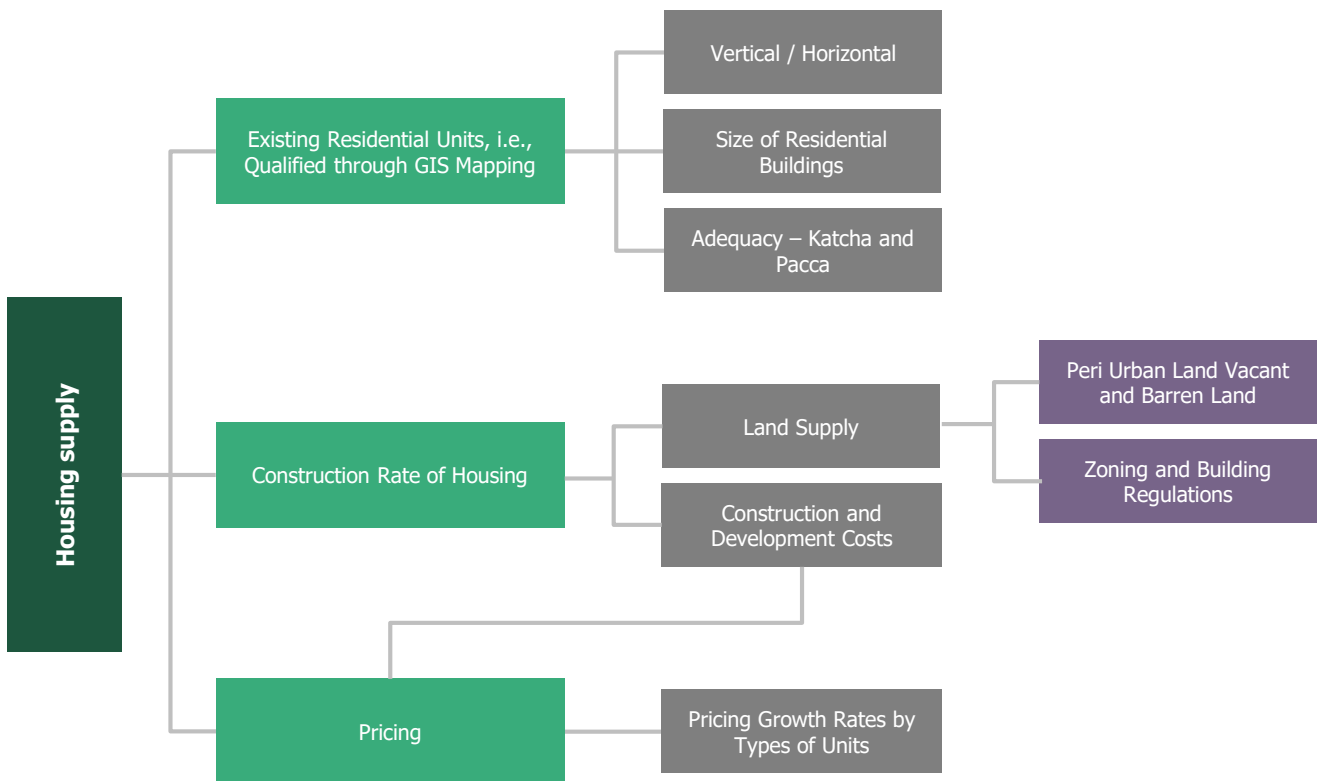 Housing supply
Existing Residential Units, i.e.,
Qualified through GIS Mapping
Vertical / Horizontal
Size of Residential
Buildings
Adequacy – Katcha and
Pacca
Construction Rate of Housing
Land Supply
Peri Urban Land Vacant
and Barren Land
Zoning and Building
Regulations
Construction and
Development Costs
Pricing
Pricing Growth Rates by
Types of Units